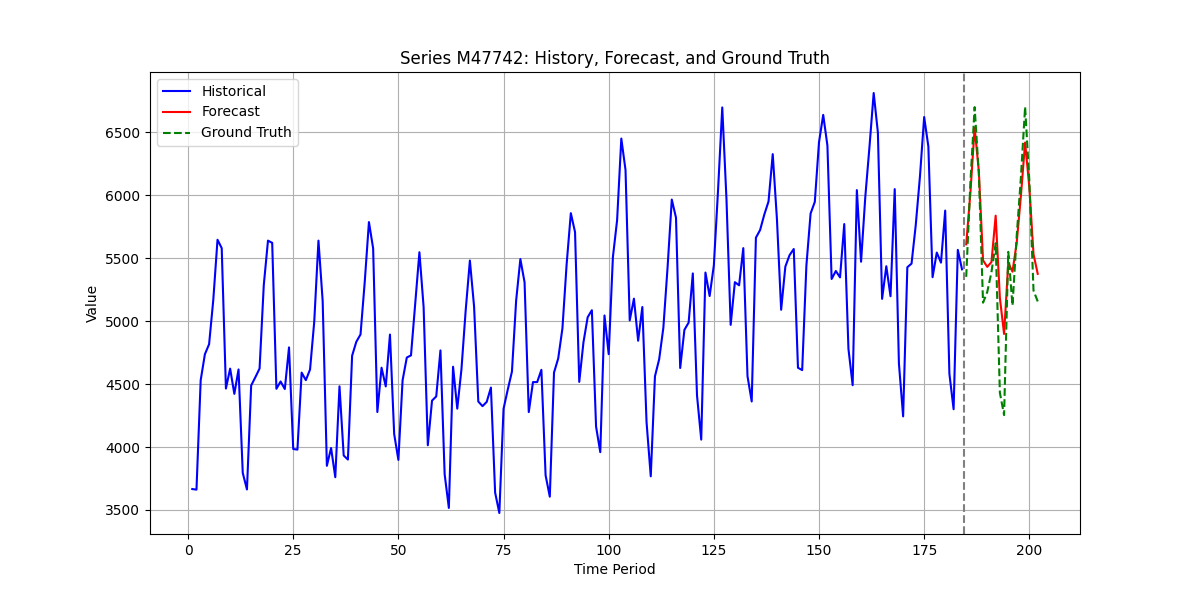 Series M47742: History, Forecast, and Ground Truth
Historical
Forecast
Ground Truth
Value
6500
6000
5500
5000
4500
4000
3500
0 25 50 75 100 125 150 175 200
Time Period